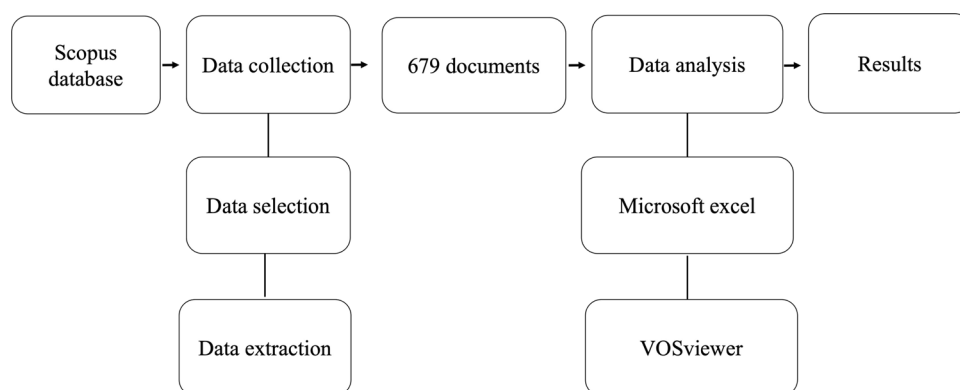 Scopus
database
Data collection
679 documents
Data analysis
Results
Data selection
Microsoft excel
Data extraction
VOSviewer